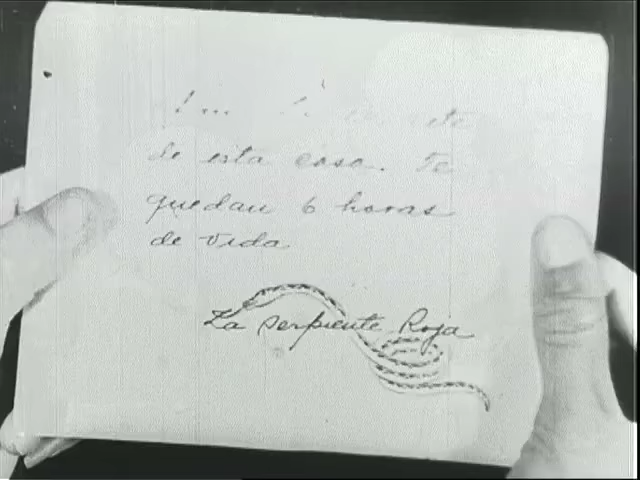 de esta casa. Te
quedan 6 horas
de vida
La serpiente Roja